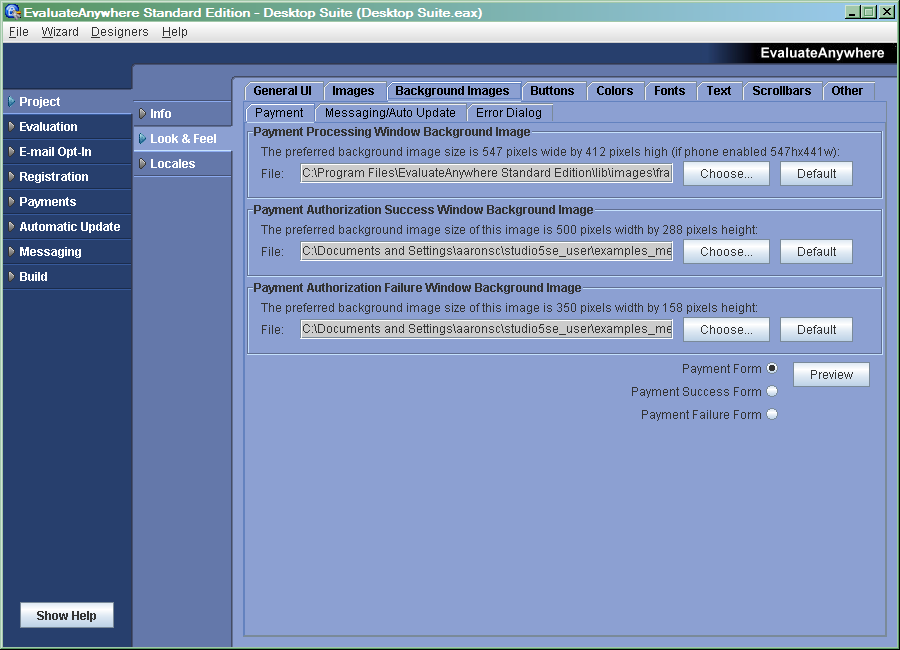 EvaluateAnywhere Standard Edition - Desktop Suite (Desktop Suite.eax)
File Wizard Designers Help
EvaluateAnywhere
Project
Evaluation
E-mail Opt-In
Registration
Payments
Automatic Update
Messaging
Build
Show Help
Info
Look & Feel
Locales
General UI Images Background Images Buttons Colors Fonts Text Scrollbars Other
Payment Messaging/Auto Update Error Dialog
Payment Processing Window Background Image
The preferred background image size is 547 pixels wide by 412 pixels high (if phone enabled 547hx441w):
File: C:\Program Files\EvaluateAnywhere Standard Edition\lib\images\fra Choose... Default
Payment Authorization Success Window Background Image
The preferred background image size of this image is 500 pixels width by 288 pixels height:
File: C:\Documents and Settings\aaronsc\studio5se_user\examples_me Choose... Default
Payment Authorization Failure Window Background Image
The preferred background image size of this image is 350 pixels width by 158 pixels height:
File: C:\Documents and Settings\aaronsc\studio5se_user\examples_me Choose... Default
Payment Form Preview
Payment Success Form
Payment Failure Form